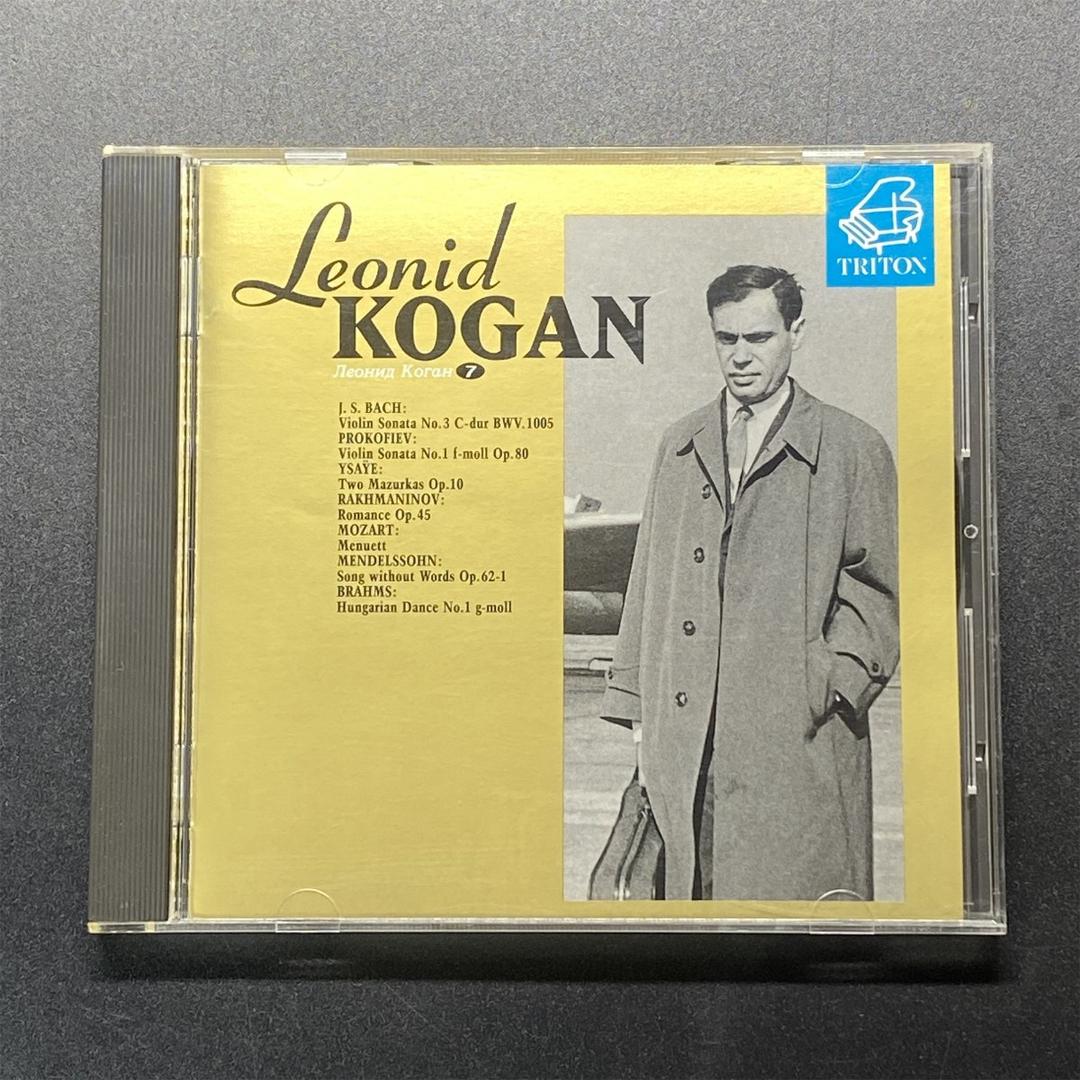 Leonid
KOGAN
Леонид Коган 7
J. S. BACH:
Violin Sonata No.3 C-dur BWV.1005
PROKOFIEV:
Violin Sonata No.1 f-moll Op.80
YSAŸE:
Two Mazurkas Op.10
RAKHMANINOV:
Romance Op.45
MOZART:
Menuett
MENDELSSOHN:
Song without Words Op.62-1
BRAHMS:
Hungarian Dance No.1 g-moll
TRITON